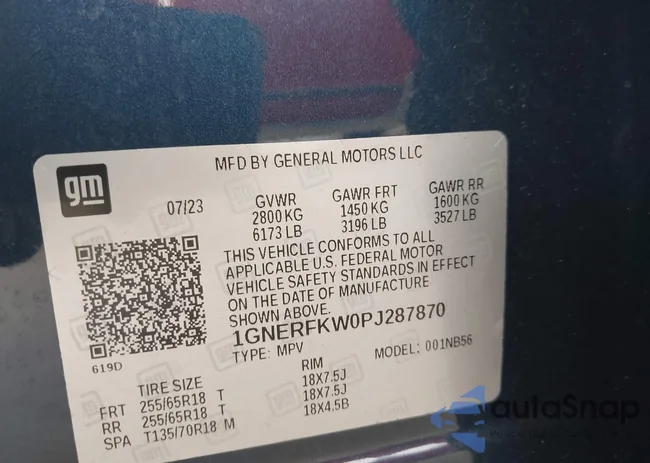 gm
MFD BY GENERAL MOTORS LLC
07/23
GVWR GAWR FRT GAWR RR
2800 KG 1450 KG 1600 KG
6173 LB 3196 LB 3527 LB
THIS VEHICLE CONFORMS TO ALL
APPLICABLE U.S. FEDERAL MOTOR
VEHICLE SAFETY STANDARDS IN EFFECT
ON THE DATE OF MANUFACTURE
SHOWN ABOVE.
1GNERFKW0PJ287870
619D
TYPE: MPV MODEL: 001NB56
TIRE SIZE RIM
FRT 255/65R18 T 18X7.5J
RR 255/65R18 T 18X7.5J
SPA T135/70R18 M 18X4.5B
autoSnap